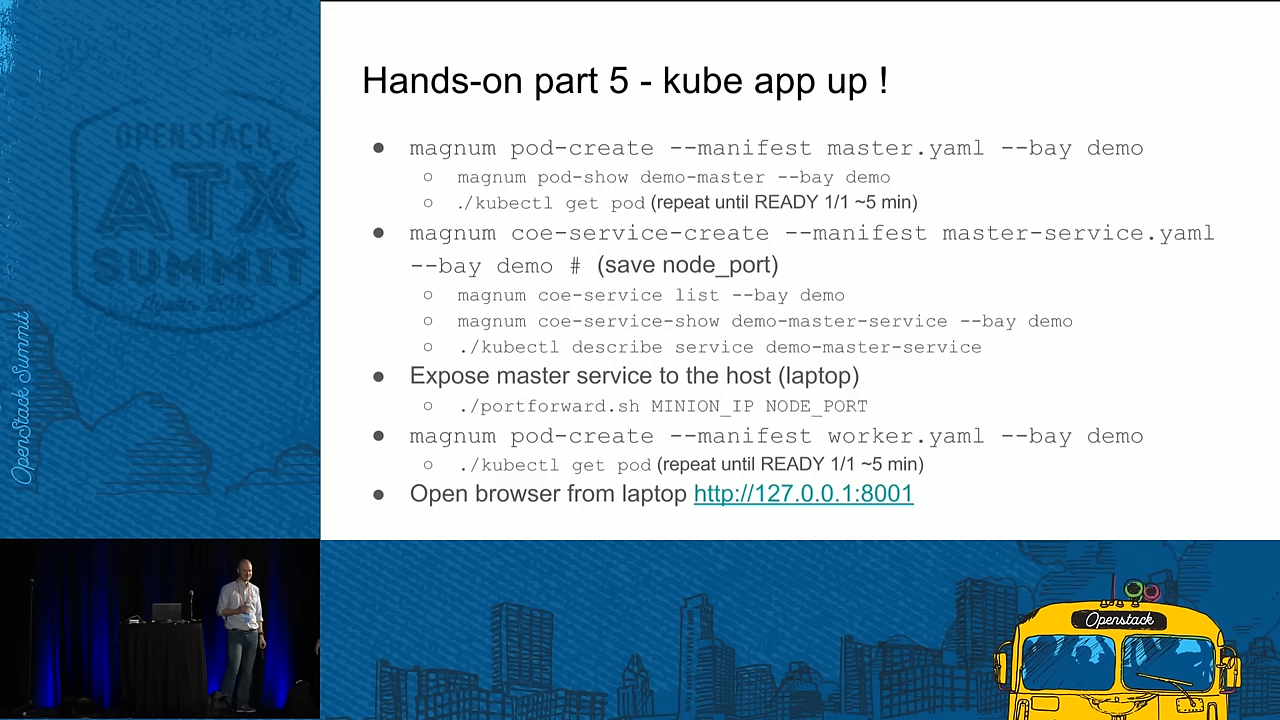 Hands-on part 5 - kube app up !
● magnum pod-create --manifest master.yaml --bay demo
○ magnum pod-show demo-master --bay demo
○ ./kubectl get pod (repeat until READY 1/1 ~5 min)
● magnum coe-service-create --manifest master-service.yaml
--bay demo # (save node_port)
○ magnum coe-service list --bay demo
○ magnum coe-service-show demo-master-service --bay demo
○ ./kubectl describe service demo-master-service
● Expose master service to the host (laptop)
○ ./portforward.sh MINION_IP NODE_PORT
● magnum pod-create --manifest worker.yaml --bay demo
○ ./kubectl get pod (repeat until READY 1/1 ~5 min)
● Open browser from laptop http://127.0.0.1:8001
OPENSTACK
ATX
SUMMIT
Austin 2016
OpenStack Summit
Openstack